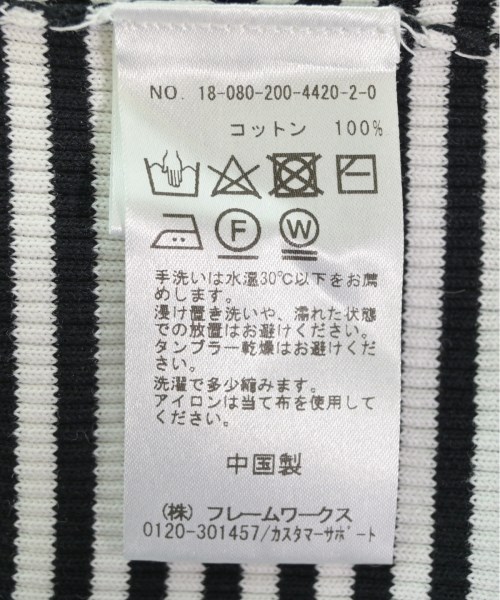 NO. 18-080-200-4420-2-0
コットン 100%
F W
手洗いは水温30℃以下をお薦
めします。
浸け置き洗いや、濡れた状態
での放置はお避けください。
タンブラー乾燥はお避けくだ
さい。
洗濯で多少縮みます。
アイロンは当て布を使用して
ください。
中国製
(株) フレームワークス
0120-301457/カスタマーサポート